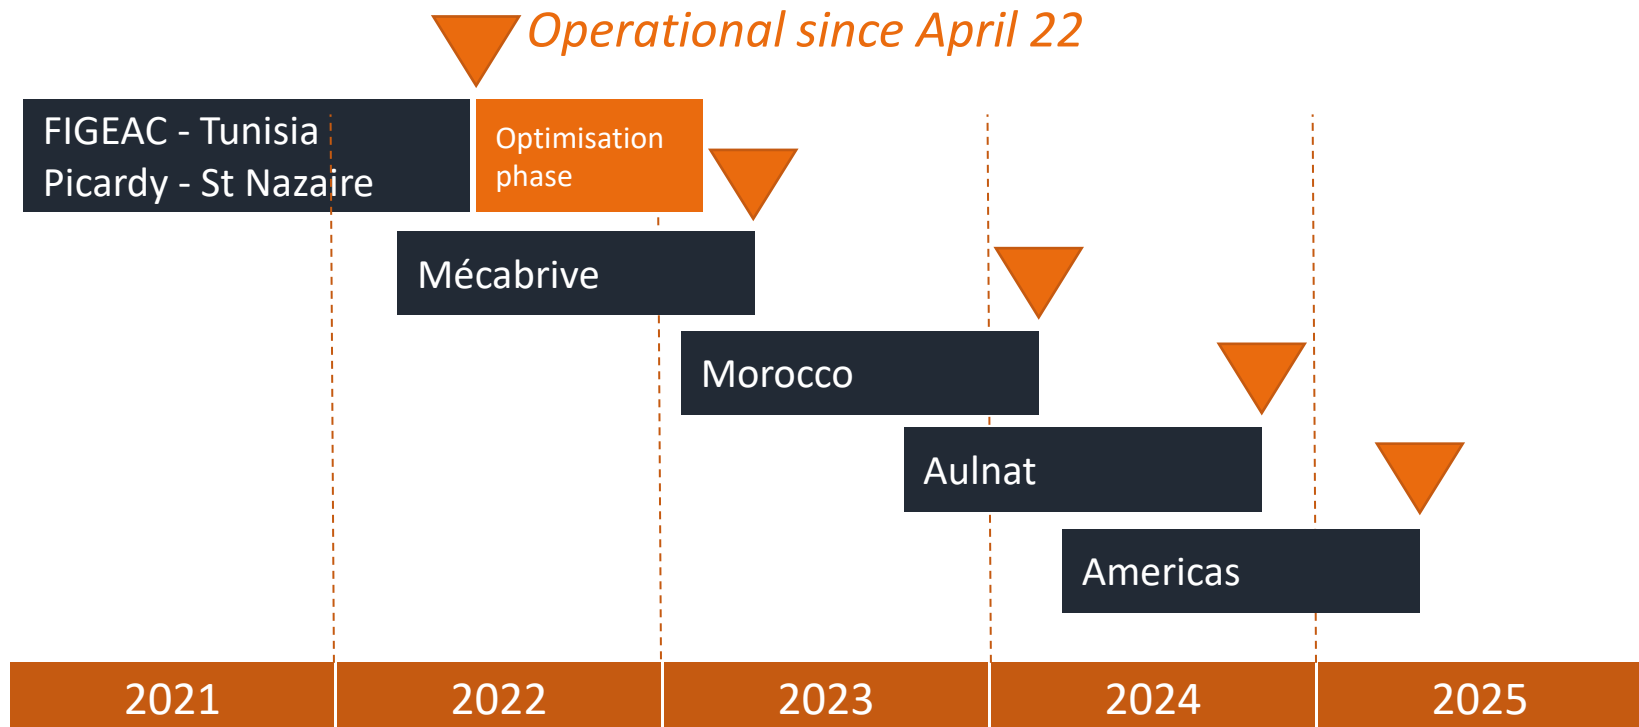 Operational since April 22
FIGEAC - Tunisia
Picardy - St Nazaire
Optimisation
phase
Mécabrive
Morocco
Aulnat
Americas
2021 2022 2023 2024 2025